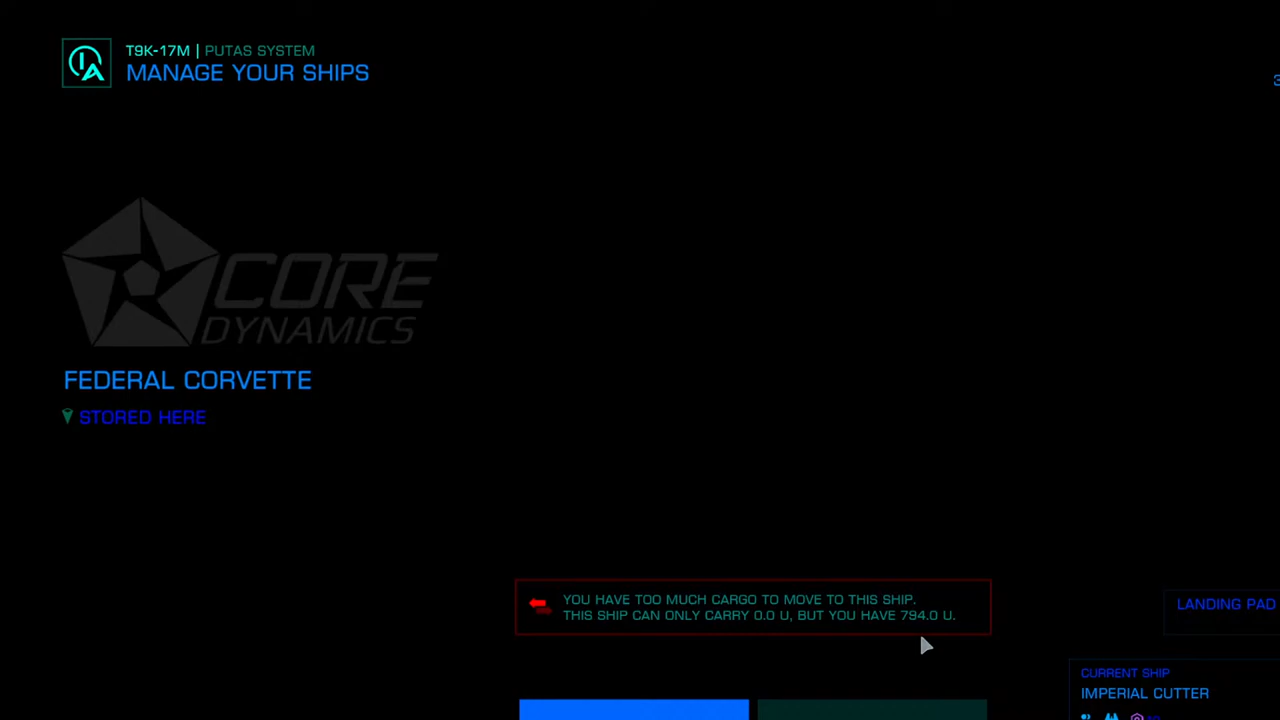 T9K-17M | PUTAS SYSTEM
MANAGE YOUR SHIPS
CORE
DYNAMICS
FEDERAL CORVETTE
STORED HERE
YOU HAVE TOO MUCH CARGO TO MOVE TO THIS SHIP.
THIS SHIP CAN ONLY CARRY 0.0 U, BUT YOU HAVE 794.0 U.
LANDING PAD
CURRENT SHIP
IMPERIAL CUTTER